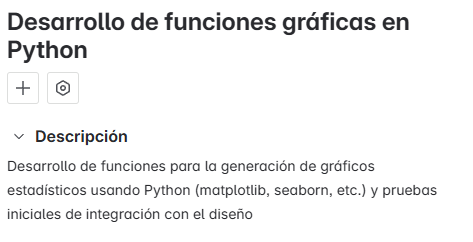 Desarrollo de funciones gráficas en
Python
Descripción
Desarrollo de funciones para la generación de gráficos
estadísticos usando Python (matplotlib, seaborn, etc.) y pruebas
iniciales de integración con el diseño